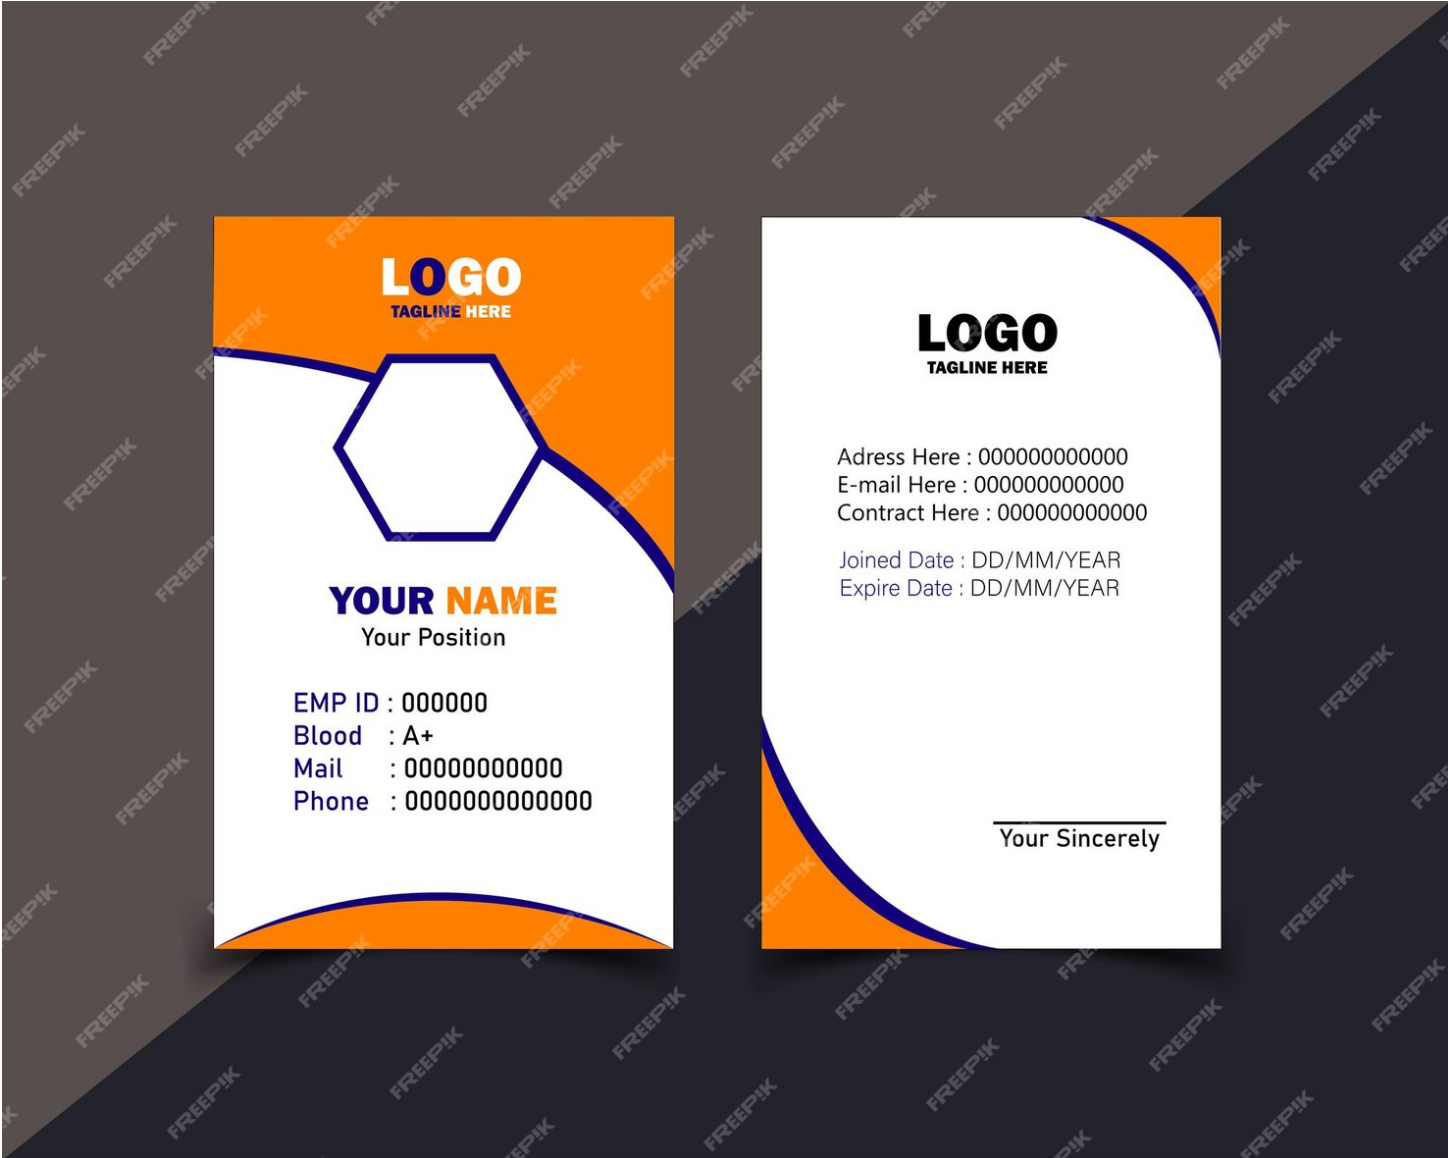 LOGO
TAGLINE HERE
YOUR NAME
Your Position
EMP ID : 000000
Blood : A+
Mail : 00000000000
Phone : 0000000000000
LOGO
TAGLINE HERE
Adress Here : 000000000000
E-mail Here : 000000000000
Contract Here : 000000000000
Joined Date : DD/MM/YEAR
Expire Date : DD/MM/YEAR
Your Sincerely
FREEPIK